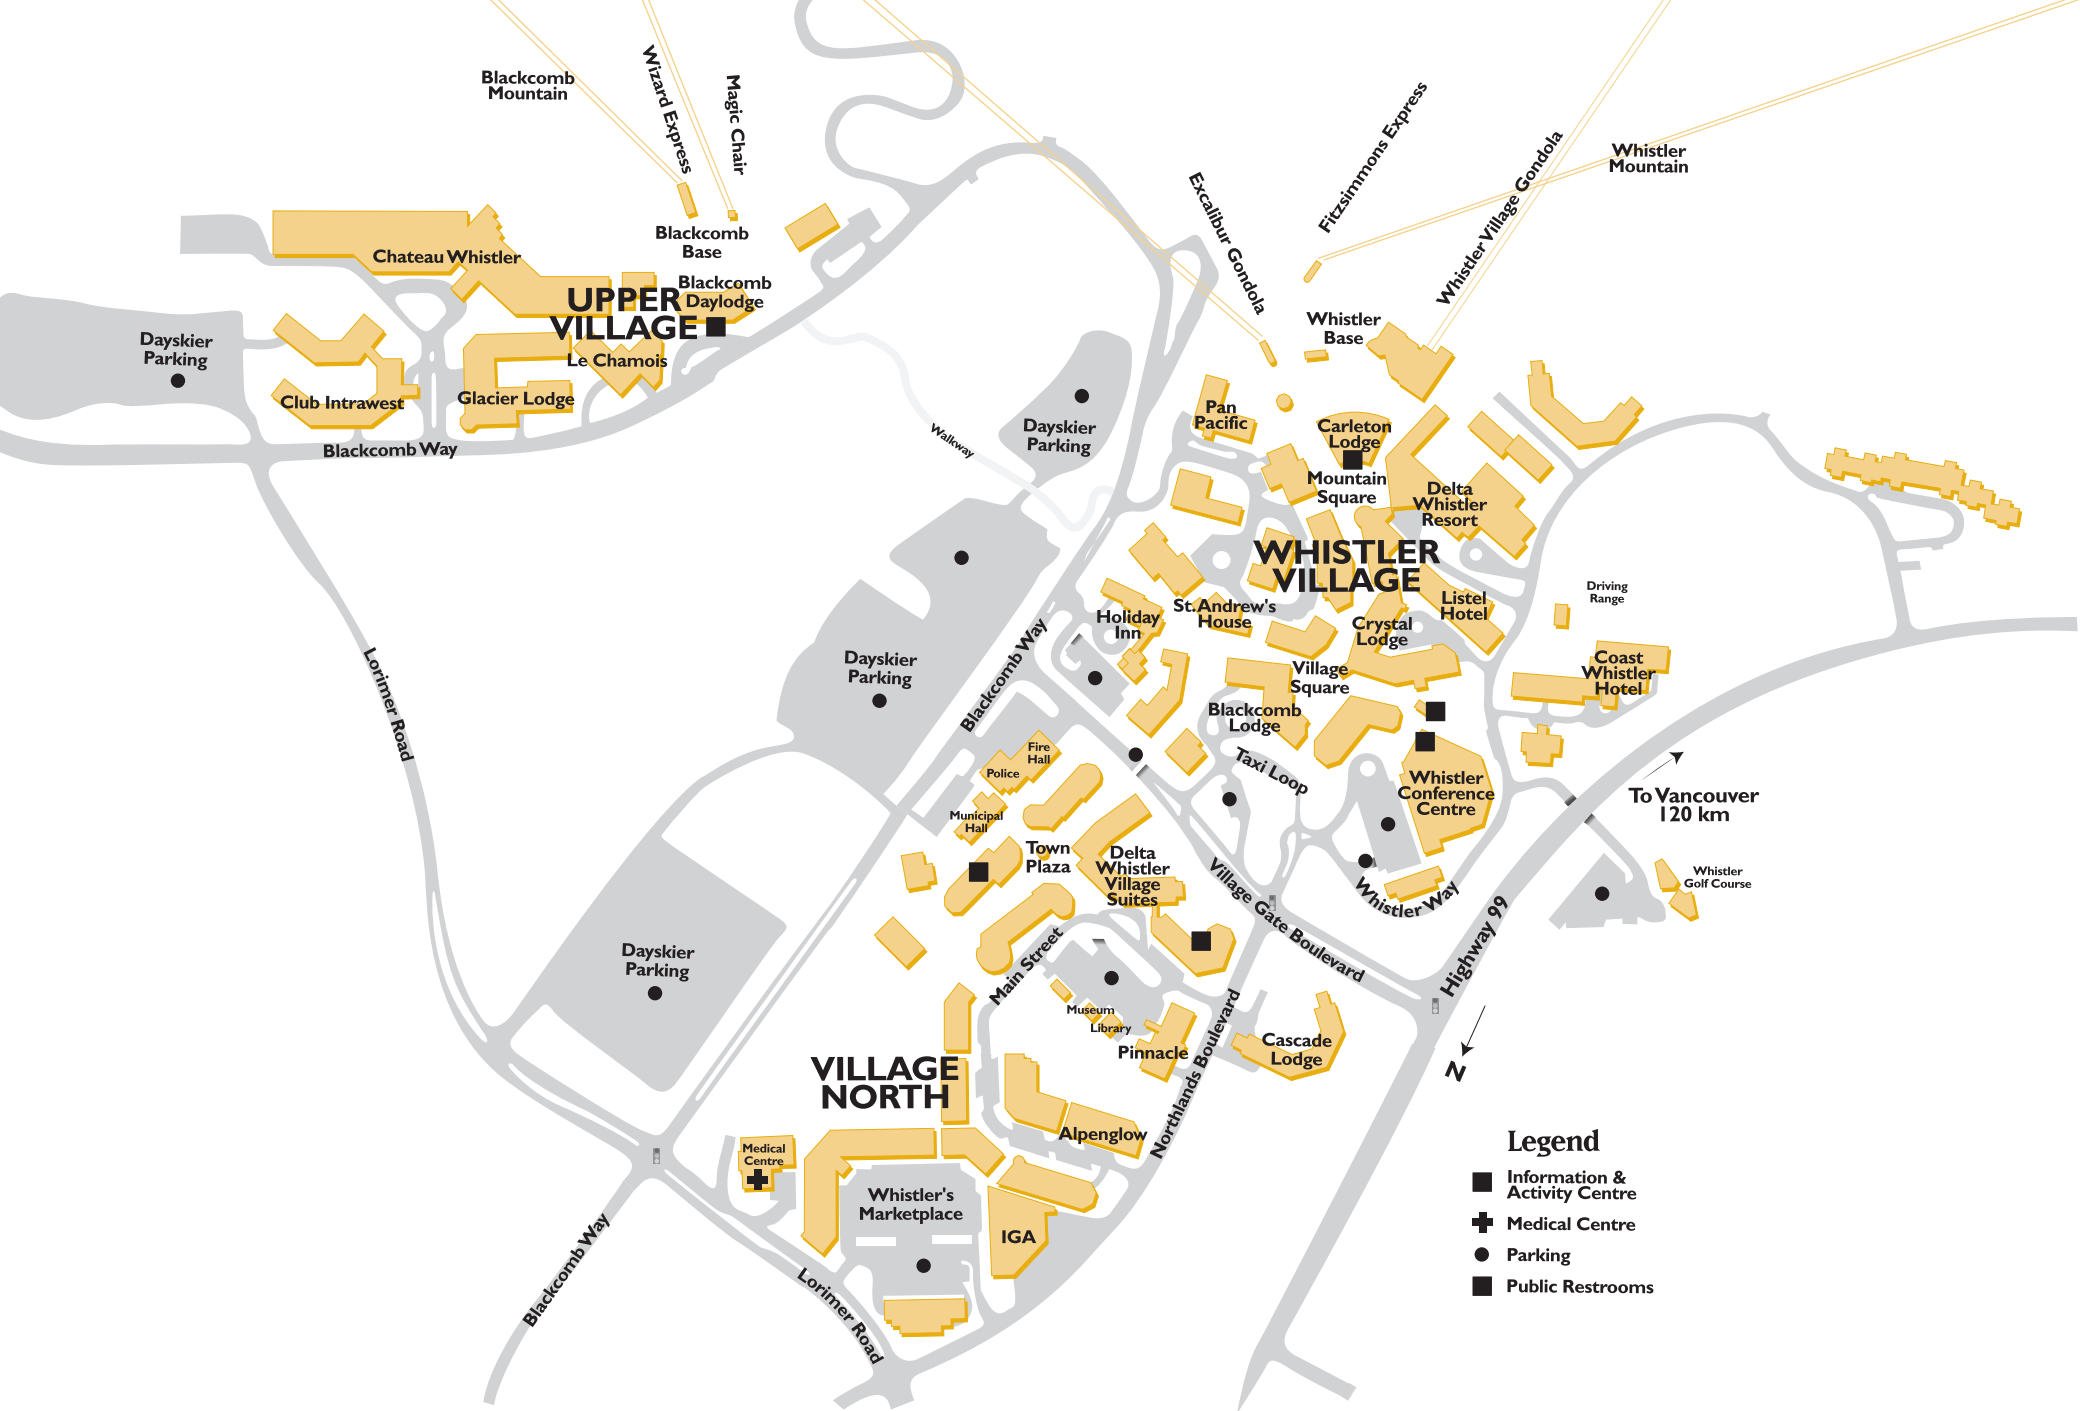 Blackcomb
Mountain
Wizard Express
Magic Chair
Blackcomb
Base
Chateau Whistler
Blackcomb
Daylodge
UPPER
VILLAGE
Dayskier
Parking
Le Chamois
Club Intrawest
Glacier Lodge
Blackcomb Way
Walkway
Dayskier
Parking
Excalibur Gondola
Fitzsimmons Express
Whistler Village Gondola
Whistler
Mountain
Whistler
Base
Pan
Pacific
Carleton
Lodge
Mountain
Square
Delta
Whistler
Resort
WHISTLER
VILLAGE
Driving
Range
Listel
Hotel
St. Andrew's
House
Holiday
Inn
Crystal
Lodge
Village
Square
Coast
Whistler
Hotel
Blackcomb
Lodge
Taxi Loop
Whistler
Conference
Centre
To Vancouver
120 km
Whistler
Golf Course
Whistler Way
Highway 99
Village Gate Boulevard
N
Lorimer Road
Dayskier
Parking
Blackcomb Way
Fire
Hall
Police
Municipal
Hall
Town
Plaza
Delta
Whistler
Village
Suites
Dayskier
Parking
Main Street
Museum
Library
Pinnacle
Northlands Boulevard
Cascade
Lodge
VILLAGE
NORTH
Alpenglow
Medical
Centre
Whistler's
Marketplace
IGA
Blackcomb Way
Lorimer Road
Legend
Information &
Activity Centre
Medical Centre
Parking
Public Restrooms